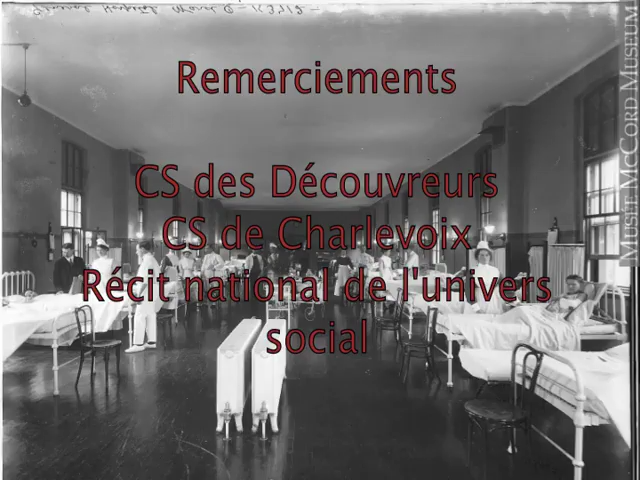 Remerciements
CS des Découvreurs
CS de Charlevoix
Récit national de l'univers
social
MUSÉE MCCORD MUSEUM